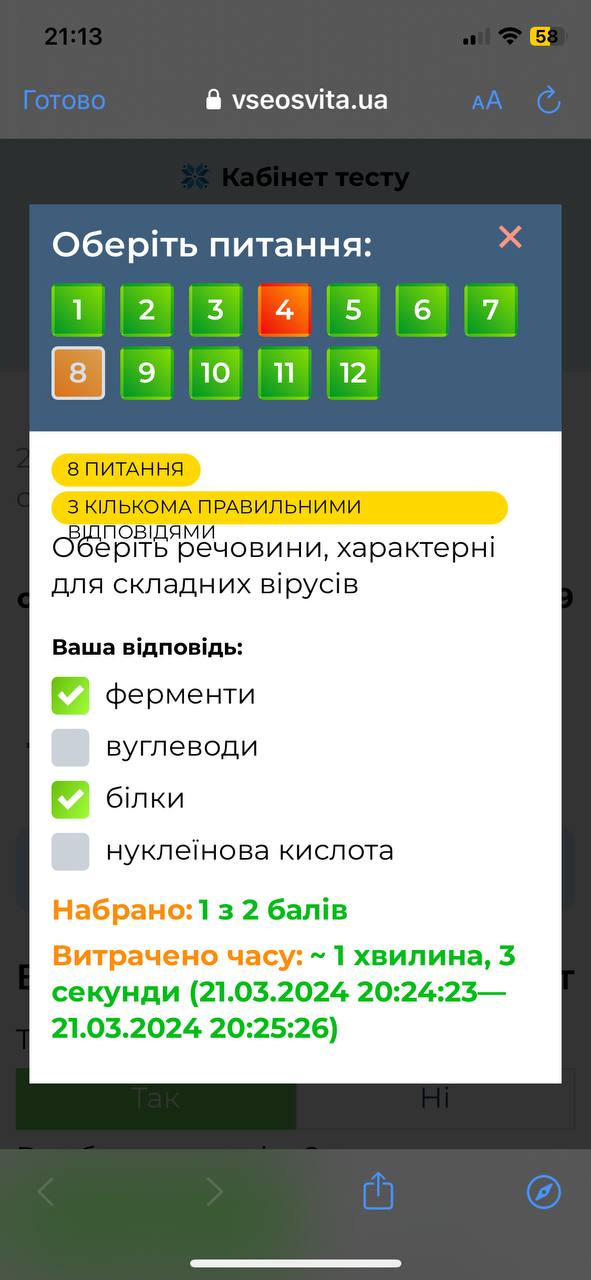 21:13
58
Готово
vseosvita.ua
AA
Кабінет тесту
Оберіть питання:
1 2 3 4 5 6 7
8 9 10 11 12
8 ПИТАННЯ
З КІЛЬКОМА ПРАВИЛЬНИМИ
ВІДПОВІДЯМИ
Оберіть речовини, характерні
для складних вірусів
Ваша відповідь:
ферменти
вуглеводи
білки
нуклеїнова кислота
Набрано: 1 з 2 балів
Витрачено часу: ~ 1 хвилина, 3
секунди (21.03.2024 20:24:23—
21.03.2024 20:25:26)
Так
Ні